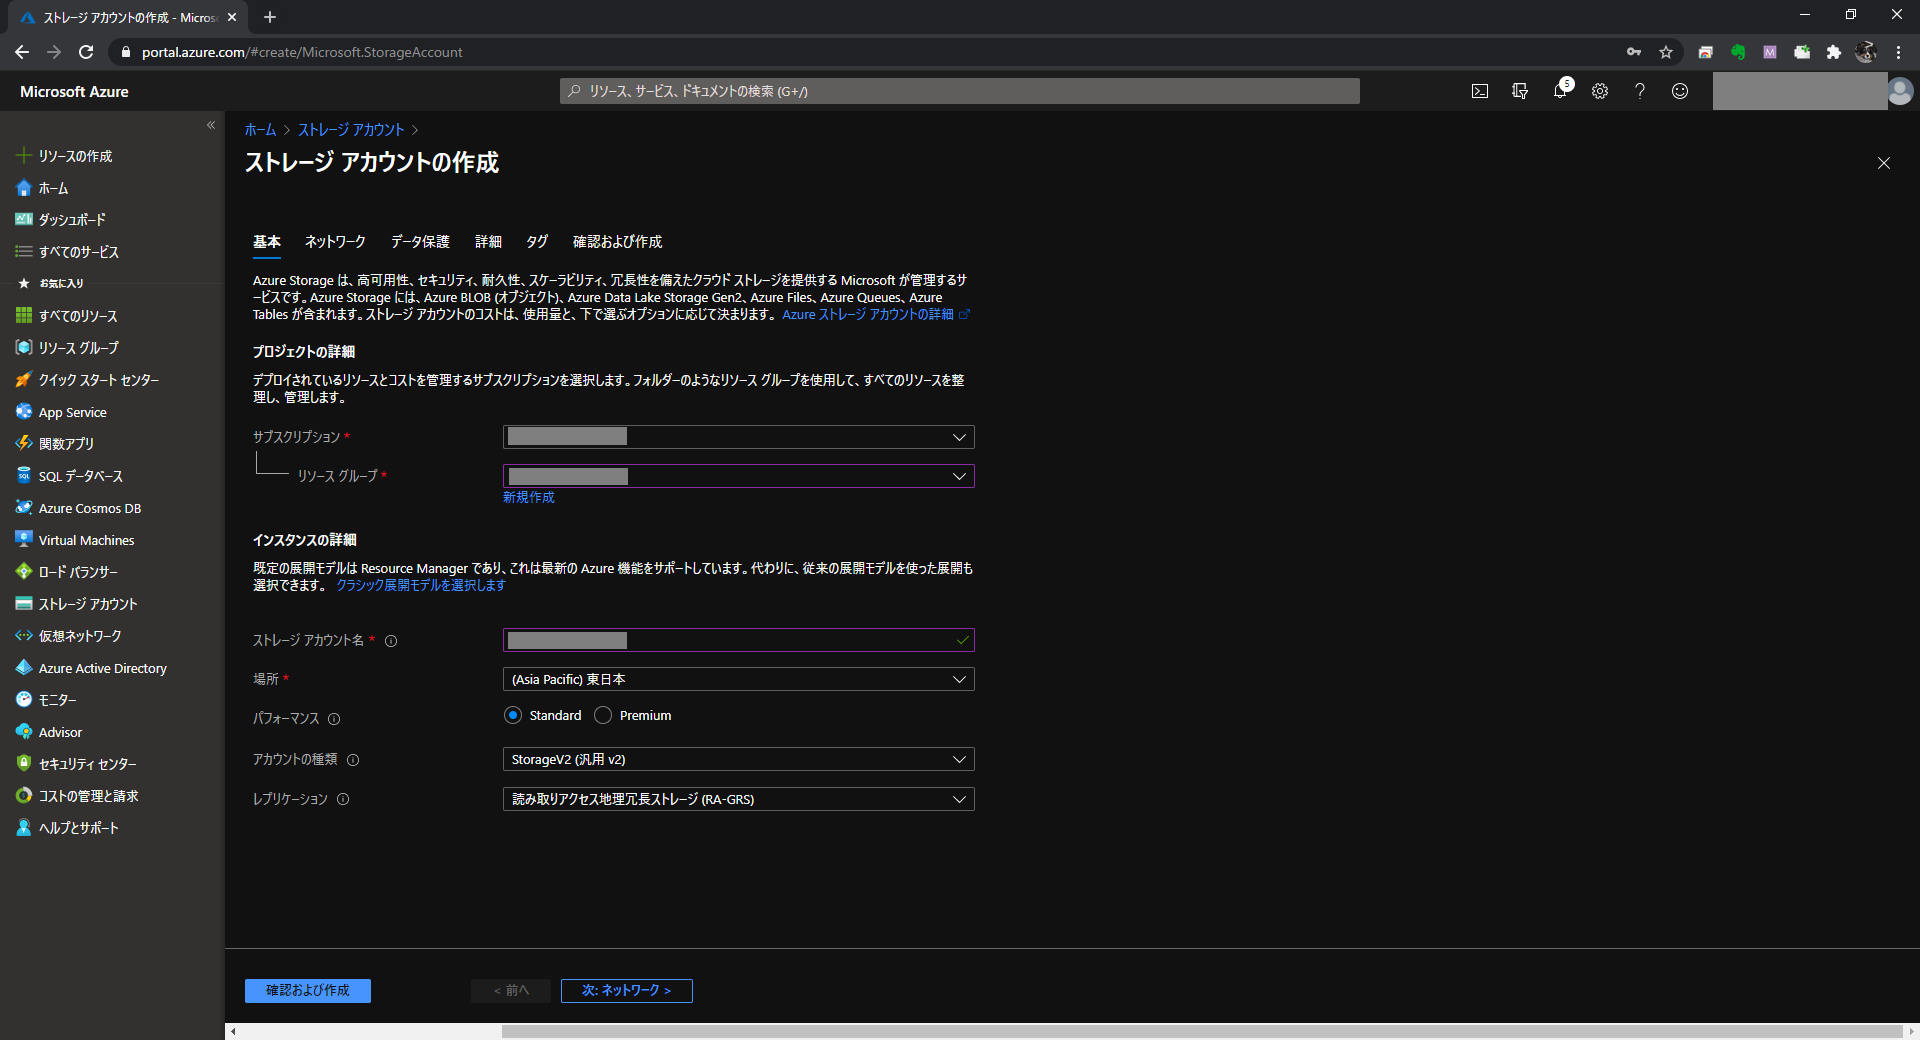 ストレージ アカウントの作成 - Micros
portal.azure.com/#create/Microsoft.StorageAccount
M
Microsoft Azure
リソース、サービス、ドキュメントの検索 (G+/)
5
リソースの作成
ホーム
ダッシュボード
すべてのサービス
お気に入り
すべてのリソース
リソース グループ
クイック スタート センター
App Service
関数アプリ
SQL データベース
Azure Cosmos DB
Virtual Machines
ロード バランサー
ストレージ アカウント
仮想ネットワーク
Azure Active Directory
モニター
Advisor
セキュリティ センター
コストの管理と請求
ヘルプとサポート
ホーム > ストレージ アカウント >
ストレージ アカウントの作成
基本 ネットワーク データ保護 詳細 タグ 確認および作成
Azure Storage は、高可用性、セキュリティ、耐久性、スケーラビリティ、冗長性を備えたクラウド ストレージを提供する Microsoft が管理するサ
ービスです。Azure Storage には、Azure BLOB (オブジェクト)、Azure Data Lake Storage Gen2、Azure Files、Azure Queues、Azure
Tables が含まれます。ストレージ アカウントのコストは、使用量と、下で選ぶオプションに応じて決まります。 Azure ストレージ アカウントの詳細
プロジェクトの詳細
デプロイされているリソースとコストを管理するサブスクリプションを選択します。フォルダーのようなリソース グループを使用して、すべてのリソースを整
理し、管理します。
サブスクリプション *
リソース グループ *
新規作成
インスタンスの詳細
既定の展開モデルは Resource Manager であり、これは最新の Azure 機能をサポートしています。代わりに、従来の展開モデルを使った展開も
選択できます。 クラシック展開モデルを選択します
ストレージ アカウント名 *
場所 * (Asia Pacific) 東日本
パフォーマンス Standard Premium
アカウントの種類 StorageV2 (汎用 v2)
レプリケーション 読み取りアクセス地理冗長ストレージ (RA-GRS)
確認および作成 < 前へ 次: ネットワーク >